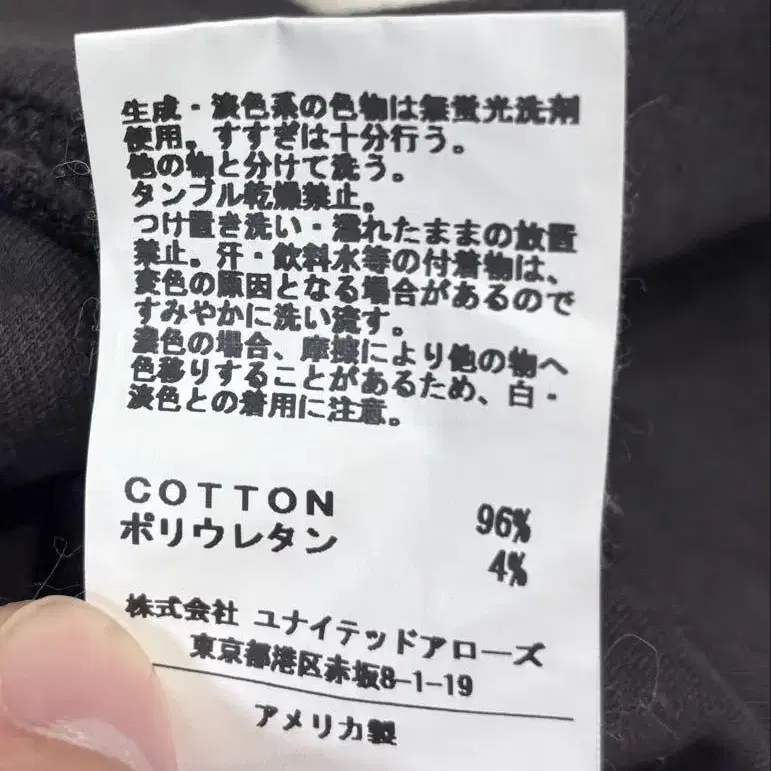 生成・淡色系の色物は無蛍光洗剤
使用。すすぎは十分行う。
他の物と分けて洗う。
タンブル乾燥禁止。
つけ置き洗い・濡れたままの放置
禁止。汗・飲料水等の付着物は、
変色の原因となる場合があるので
すみやかに洗い流す。
濃色の場合、摩擦により他の物へ
色移りすることがあるため、白・
淡色との着用に注意。
COTTON 96%
ポリウレタン 4%
株式会社 ユナイテッドアローズ
東京都港区赤坂8-1-19
アメリカ製